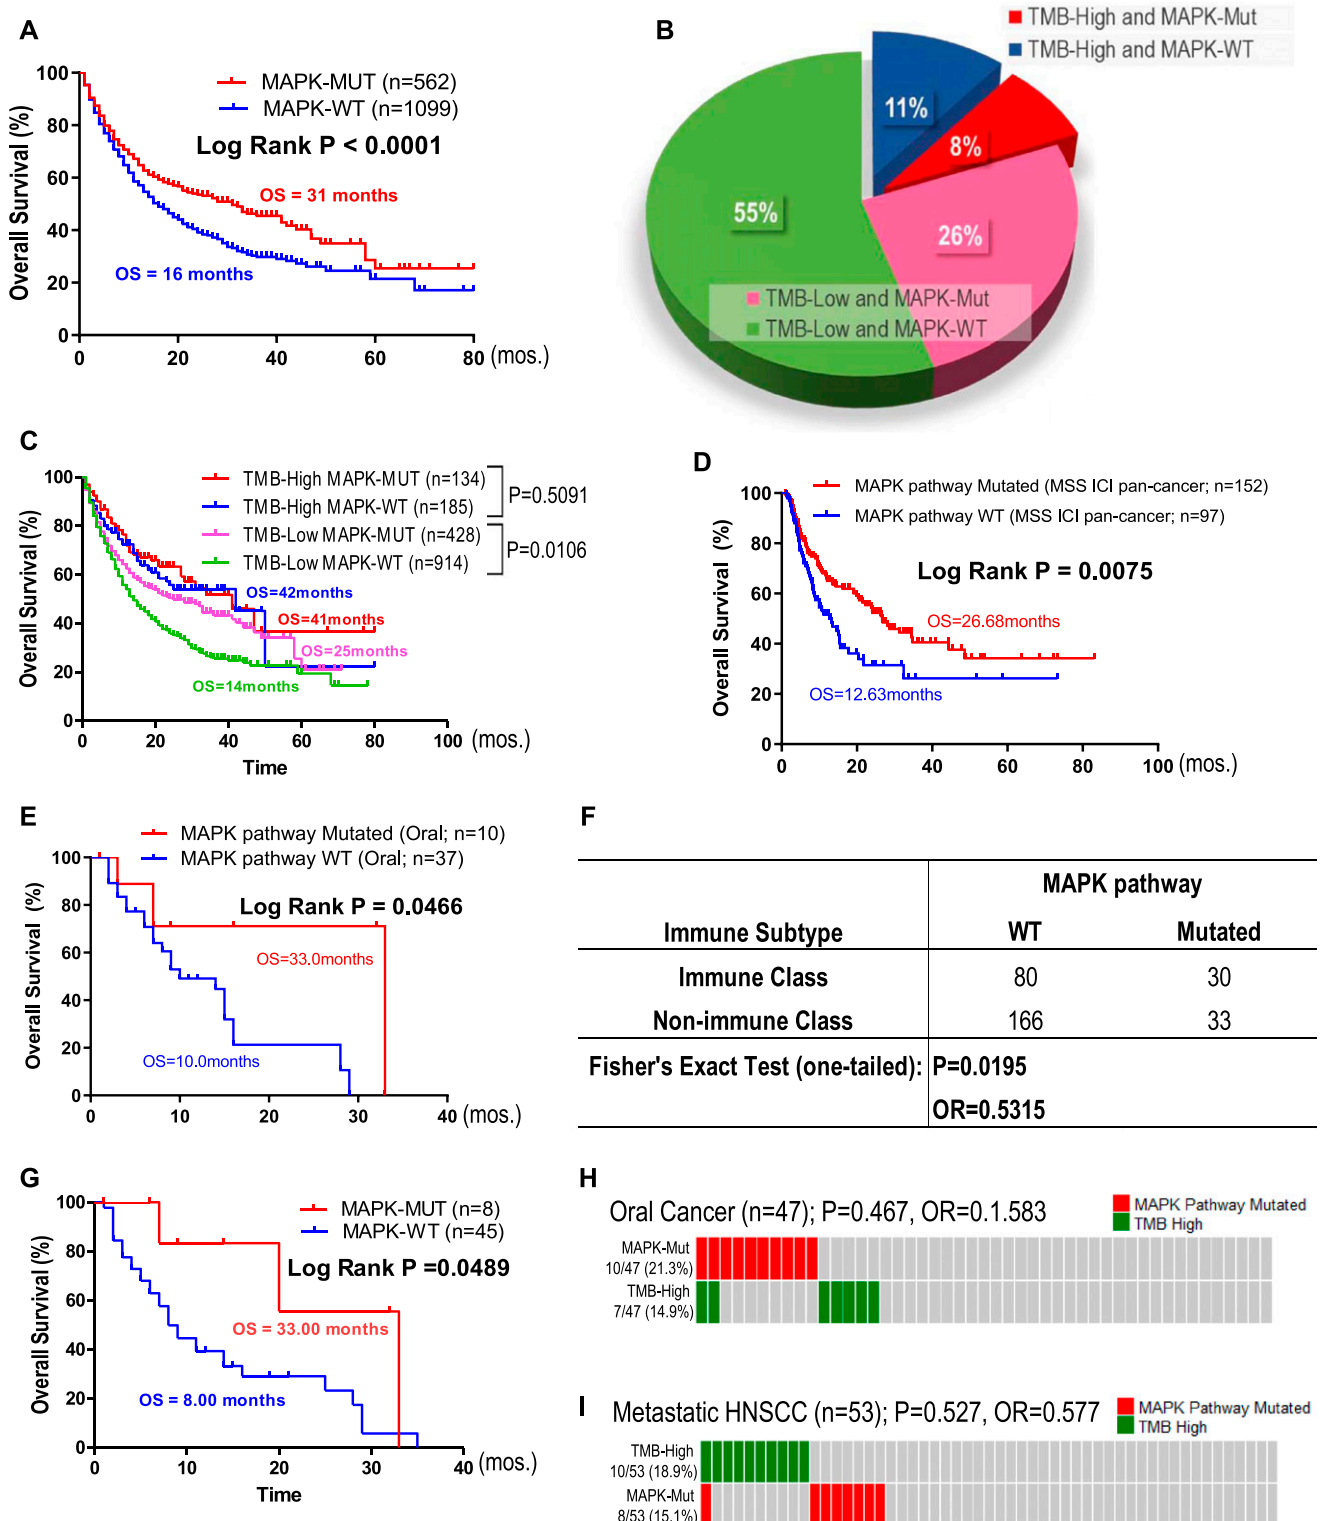 A
MAPK-MUT (n=562)
MAPK-WT (n=1099)
Log Rank P < 0.0001
OS = 31 months
OS = 16 months
Overall Survival (%)
100
80
60
40
20
0
0 20 40 60 80 (mos.)
B
TMB-High and MAPK-Mut
TMB-High and MAPK-WT
11%
8%
55%
26%
TMB-Low and MAPK-Mut
TMB-Low and MAPK-WT
C
TMB-High MAPK-MUT (n=134)
TMB-High MAPK-WT (n=185)
P=0.5091
TMB-Low MAPK-MUT (n=428)
TMB-Low MAPK-WT (n=914)
P=0.0106
OS=42months
OS=41months
OS=25months
OS=14months
Overall Survival (%)
100
80
60
40
20
0
0 20 40 60 80 100 (mos.)
Time
D
MAPK pathway Mutated (MSS ICI pan-cancer; n=152)
MAPK pathway WT (MSS ICI pan-cancer; n=97)
Log Rank P = 0.0075
OS=26.68months
OS=12.63months
Overall Survival (%)
100
80
60
40
20
0
0 20 40 60 80 100 (mos.)
E
MAPK pathway Mutated (Oral; n=10)
MAPK pathway WT (Oral; n=37)
Log Rank P = 0.0466
OS=33.0months
OS=10.0months
Overall Survival (%)
100
80
60
40
20
0
0 10 20 30 40 (mos.)
F
MAPK pathway
Immune Subtype WT Mutated
Immune Class 80 30
Non-immune Class 166 33
Fisher's Exact Test (one-tailed): P=0.0195
OR=0.5315
G
MAPK-MUT (n=8)
MAPK-WT (n=45)
Log Rank P =0.0489
OS = 33.00 months
OS = 8.00 months
Overall Survival (%)
100
80
60
40
20
0
0 10 20 30 40 (mos.)
Time
H
Oral Cancer (n=47); P=0.467, OR=0.1.583
MAPK Pathway Mutated
TMB High
MAPK-Mut
10/47 (21.3%)
TMB-High
7/47 (14.9%)
I
Metastatic HNSCC (n=53); P=0.527, OR=0.577
MAPK Pathway Mutated
TMB High
TMB-High
10/53 (18.9%)
MAPK-Mut
8/53 (15.1%)